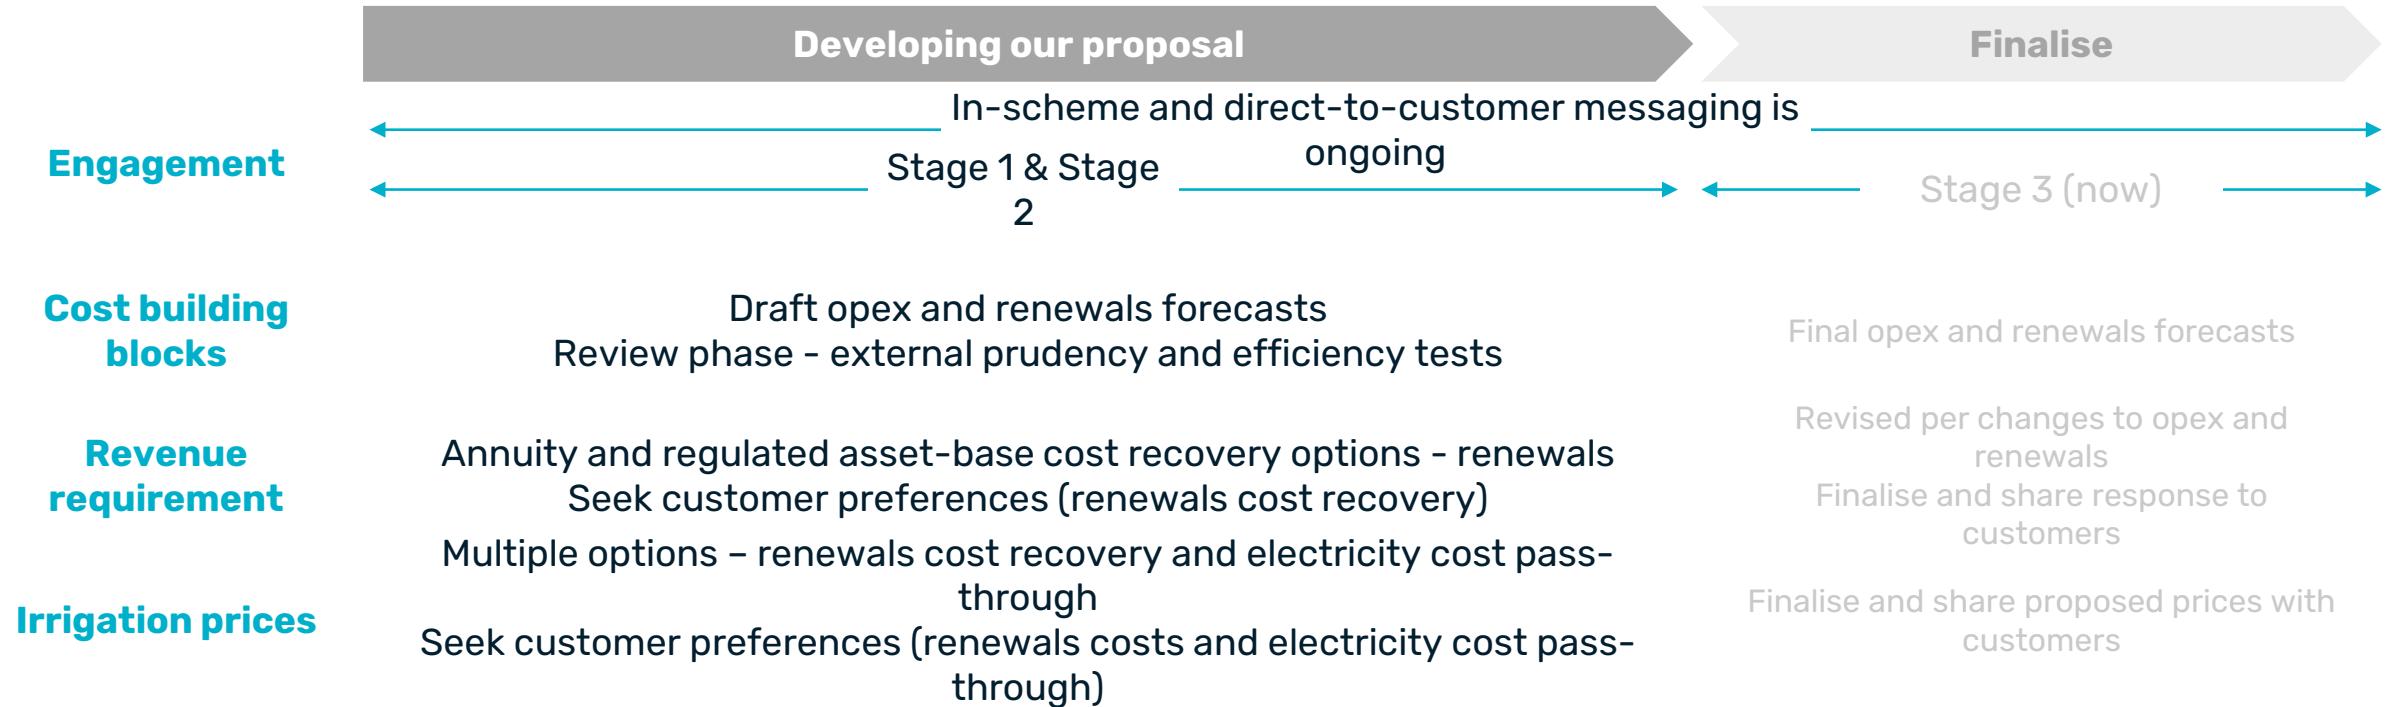 Developing our proposal
Finalise
Engagement
In-scheme and direct-to-customer messaging is
ongoing
Stage 1 & Stage
2
Stage 3 (now)
Cost building
blocks
Draft opex and renewals forecasts
Review phase - external prudency and efficiency tests
Final opex and renewals forecasts
Revenue
requirement
Annuity and regulated asset-base cost recovery options - renewals
Seek customer preferences (renewals cost recovery)
Revised per changes to opex and
renewals
Finalise and share response to
customers
Irrigation prices
Multiple options – renewals cost recovery and electricity cost pass-
through
Seek customer preferences (renewals costs and electricity cost pass-
through)
Finalise and share proposed prices with
customers